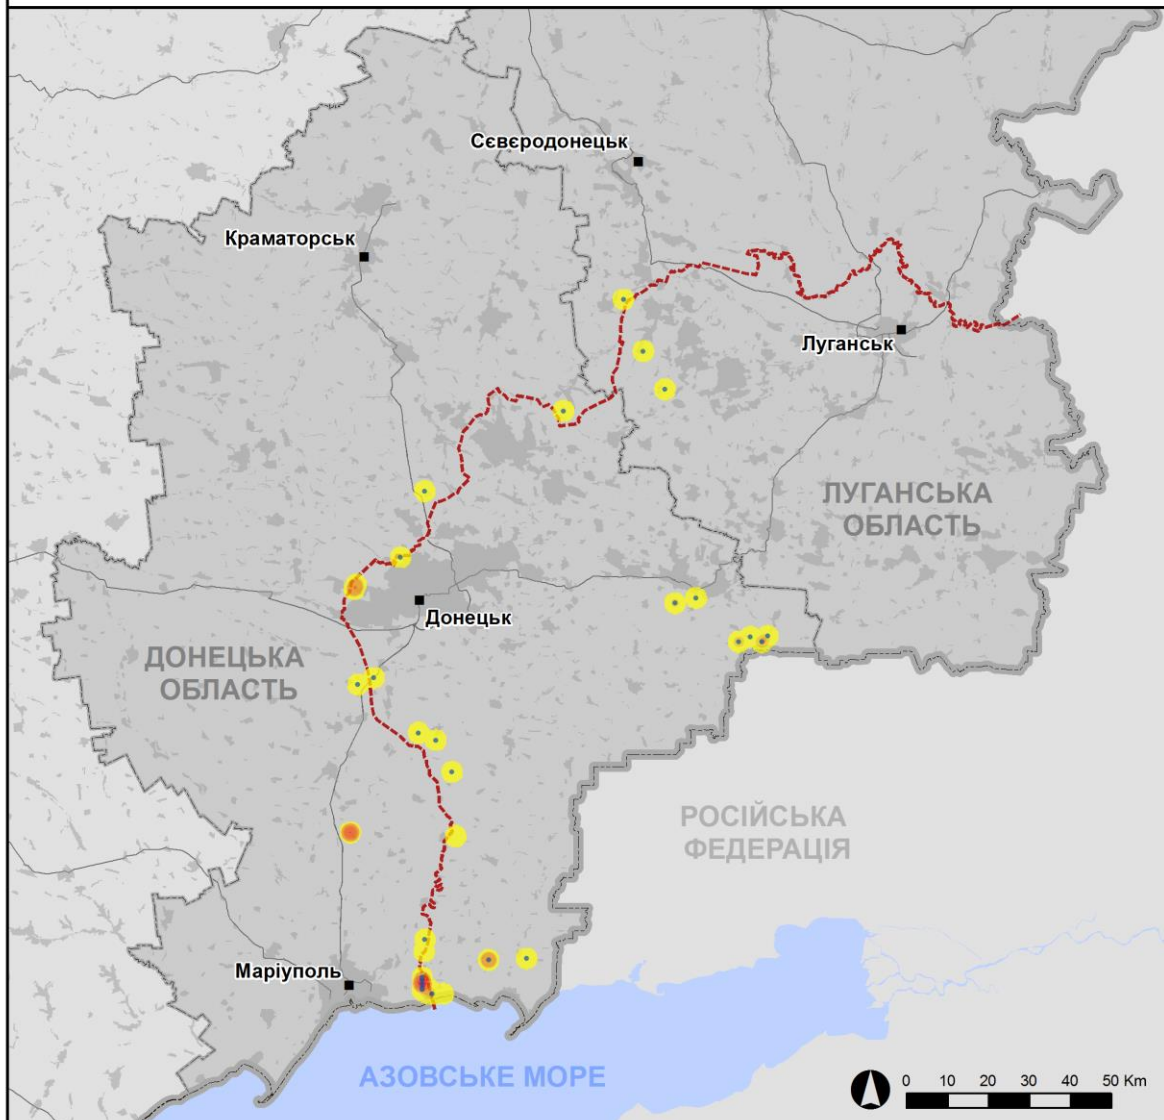 Сєвєродонецьк
Краматорськ
Луганськ
ЛУГАНСЬКА
ОБЛАСТЬ
Донецьк
ДОНЕЦЬКА
ОБЛАСТЬ
РОСІЙСЬКА
ФЕДЕРАЦІЯ
Маріуполь
АЗОВСЬКЕ МОРЕ
0 10 20 30 40 50 Km